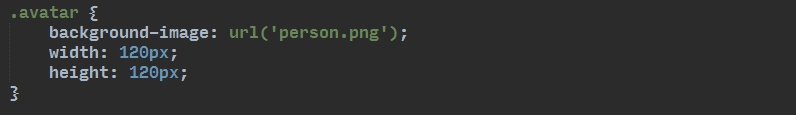 .avatar {
    background-image: url('person.png');
    width: 120px;
    height: 120px;
}